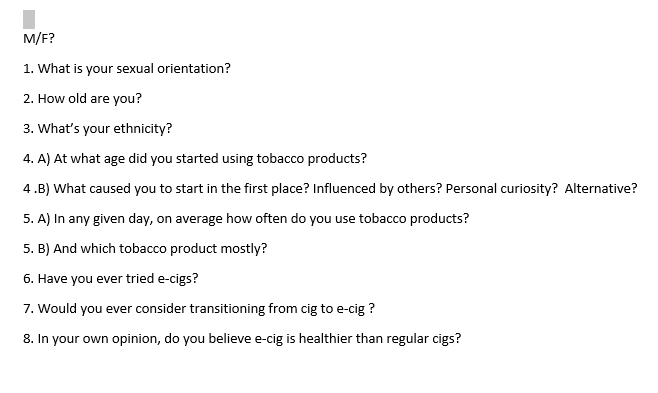 M/F?
1. What is your sexual orientation?
2. How old are you?
3. What's your ethnicity?
4. A) At what age did you started using tobacco products?
4 .B) What caused you to start in the first place? Influenced by others? Personal curiosity?  Alternative?
5. A) In any given day, on average how often do you use tobacco products?
5. B) And which tobacco product mostly?
6. Have you ever tried e-cigs?
7. Would you ever consider transitioning from cig to e-cig ?
8. In your own opinion, do you believe e-cig is healthier than regular cigs?